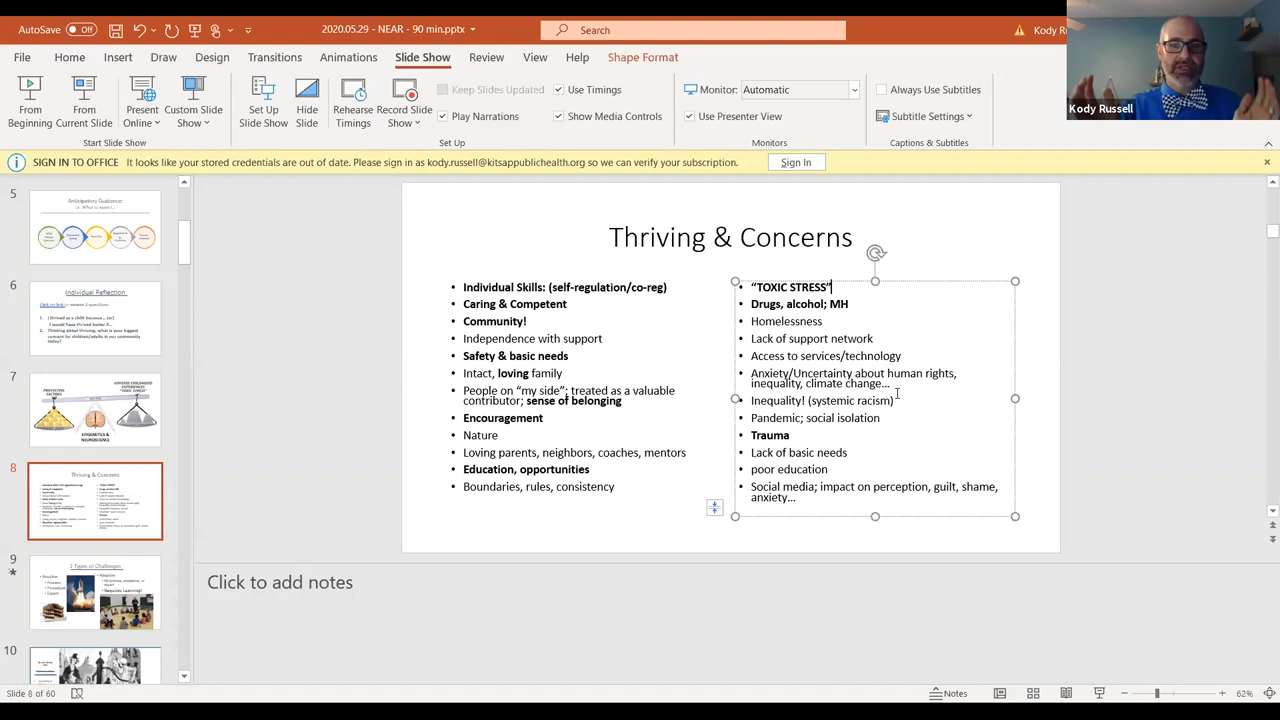 AutoSave Off 2020.05.29 - NEAR - 90 min.pptx Search Kody Ru
File Home Insert Draw Design Transitions Animations Slide Show Review View Help Shape Format
Kody Russell
From Beginning
From Current Slide
Present Online
Custom Slide Show
Start Slide Show
Set Up Slide Show
Hide Slide
Rehearse Timings
Record Slide Show
Keep Slides Updated
Play Narrations
Use Timings
Show Media Controls
Set Up
Monitor: Automatic
Use Presenter View
Monitors
Always Use Subtitles
Subtitle Settings
Captions & Subtitles
SIGN IN TO OFFICE It looks like your stored credentials are out of date. Please sign in as kody.russell@kitsappublichealth.org so we can verify your subscription. Sign In
5
Anticipatory Guidance:
6
Individual Reflection
7
8
Thriving & Concerns
9
2 Types of Challenges
10
Thriving & Concerns
• Individual Skills: (self-regulation/co-reg)
• Caring & Competent
• Community!
• Independence with support
• Safety & basic needs
• Intact, loving family
• People on “my side”; treated as a valuable
contributor; sense of belonging
• Encouragement
• Nature
• Loving parents, neighbors, coaches, mentors
• Education, opportunities
• Boundaries, rules, consistency
• “TOXIC STRESS”
• Drugs, alcohol; MH
• Homelessness
• Lack of support network
• Access to services/technology
• Anxiety/Uncertainty about human rights,
inequality, climate change...
• Inequality! (systemic racism)
• Pandemic; social isolation
• Trauma
• Lack of basic needs
• poor education
• Social media impact on perception, guilt, shame,
anxiety...
Click to add notes
Slide 8 of 60 Notes 62%